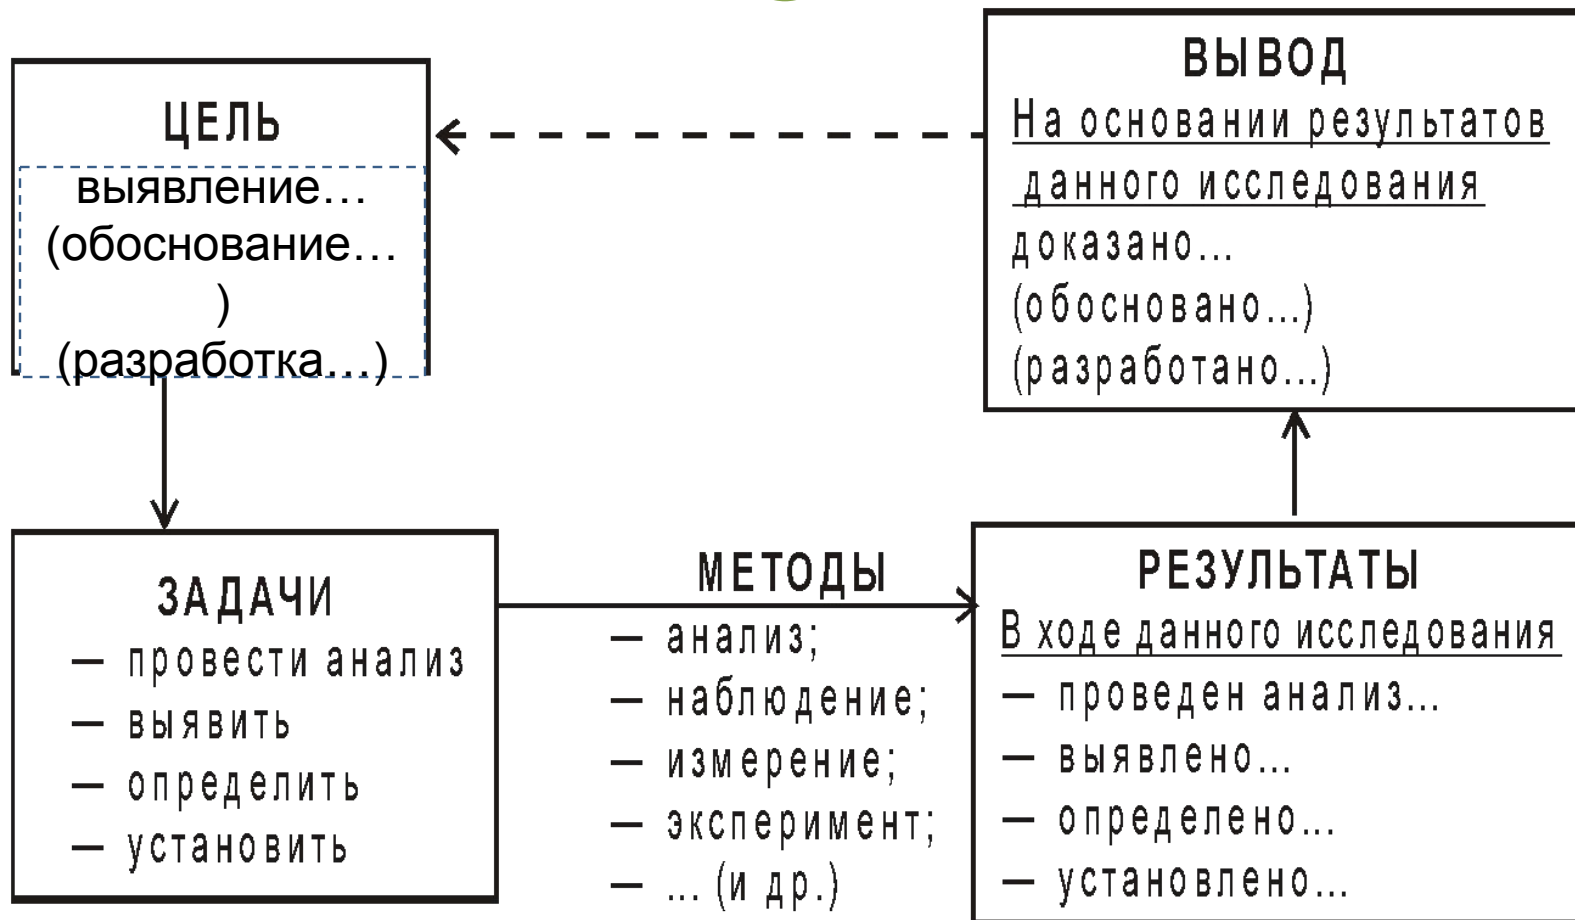 ЦЕЛЬ
выявление…
(обоснование…
)
(разработка…)
ВЫВОД
На основании результатов
данного исследования
доказано...
(обосновано...)
(разработано...)
ЗАДАЧИ
— провести анализ
— выявить
— определить
— установить
МЕТОДЫ
— анализ;
— наблюдение;
— измерение;
— эксперимент;
— ... (и др.)
РЕЗУЛЬТАТЫ
В ходе данного исследования
— проведен анализ...
— выявлено...
— определено...
— установлено...